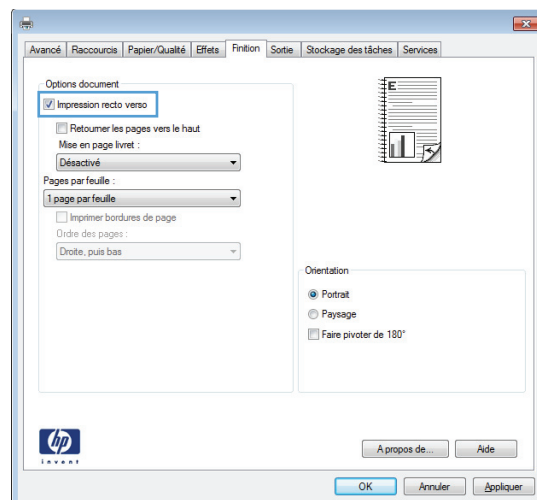 Avancé Raccourcis Papier/Qualité Effets Finition Sortie Stockage des tâches Services
Options document
Impression recto verso
Retourner les pages vers le haut
Mise en page livret :
Désactivé
Pages par feuille :
1 page par feuille
Imprimer bordures de page
Ordre des pages :
Droite, puis bas
E
Orientation
Portrait
Paysage
Faire pivoter de 180°
hp
invent
A propos de... Aide
OK Annuler Appliquer